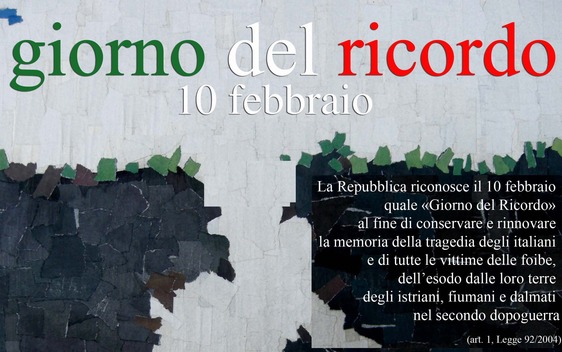 giorno del ricordo
10 febbraio
La Repubblica riconosce il 10 febbraio
quale «Giorno del Ricordo»
al fine di conservare e rinnovare
la memoria della tragedia degli italiani
e di tutte le vittime delle foibe,
dell'esodo dalle loro terre
degli istriani, fiumani e dalmati
nel secondo dopoguerra
(art. 1, Legge 92/2004)